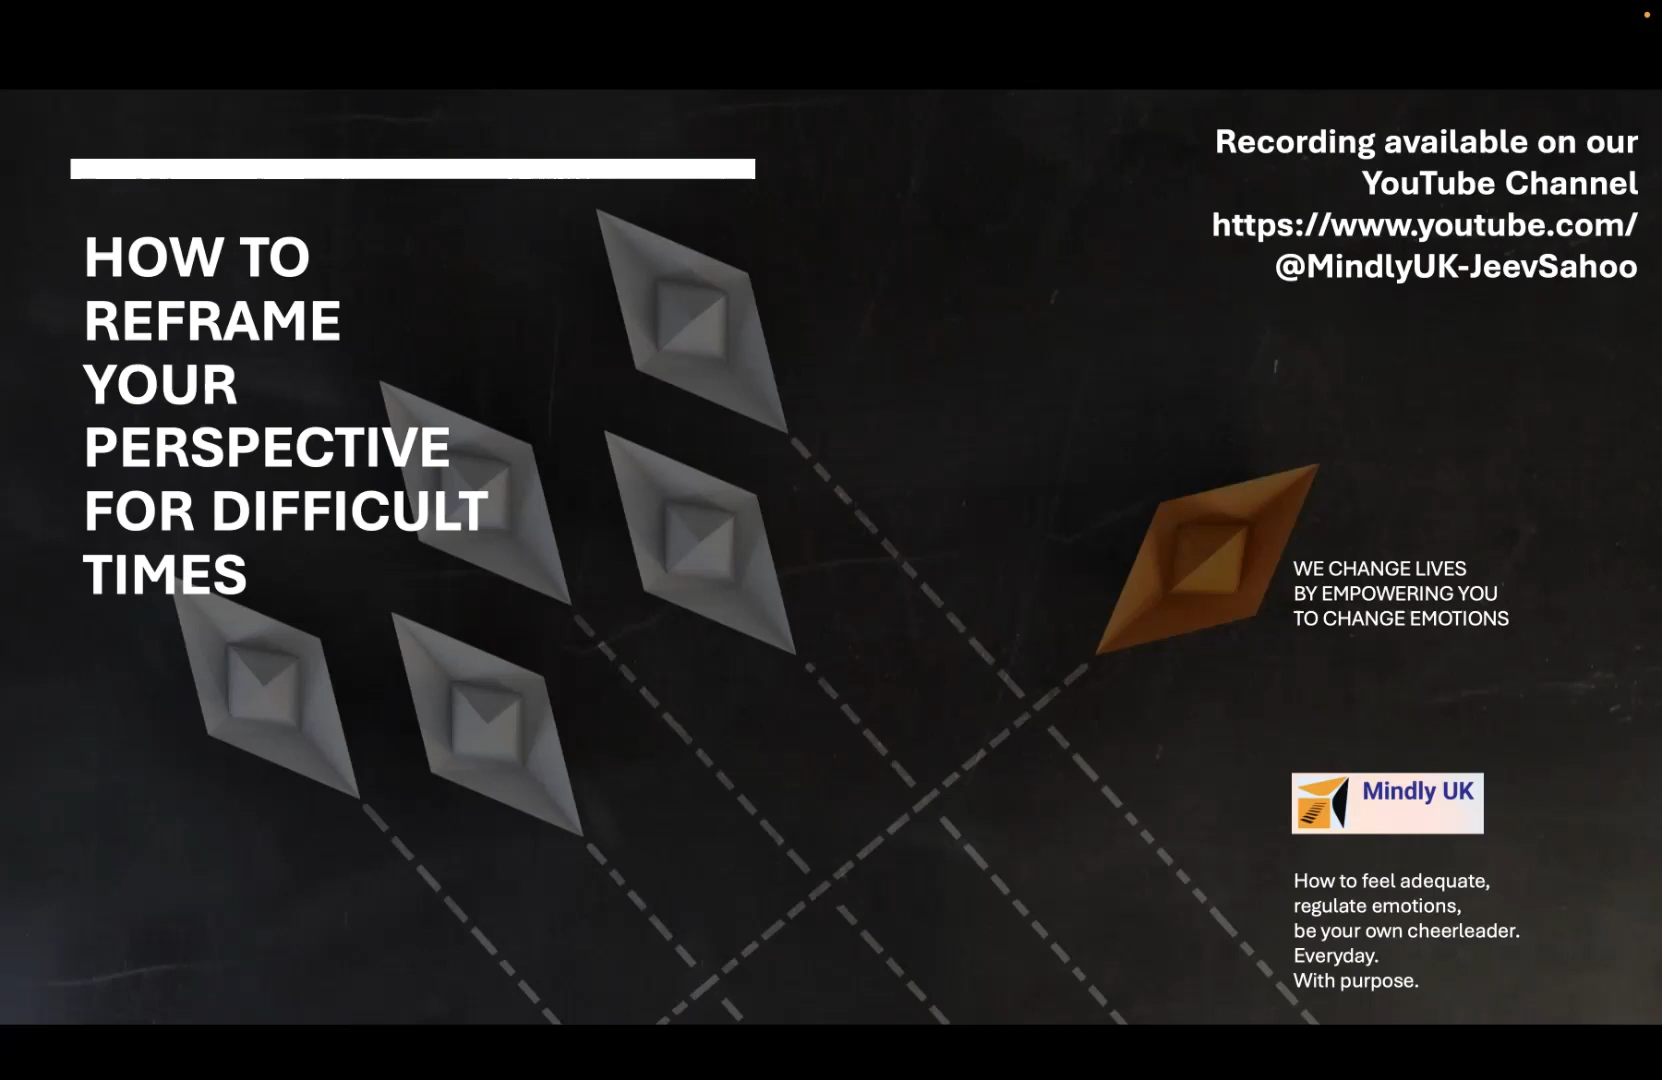 HOW TO
REFRAME
YOUR
PERSPECTIVE
FOR DIFFICULT
TIMES
Recording available on our
YouTube Channel
https://www.youtube.com/
@MindlyUK-JeevSahoo
WE CHANGE LIVES
BY EMPOWERING YOU
TO CHANGE EMOTIONS
Mindly UK
How to feel adequate,
regulate emotions,
be your own cheerleader.
Everyday.
With purpose.